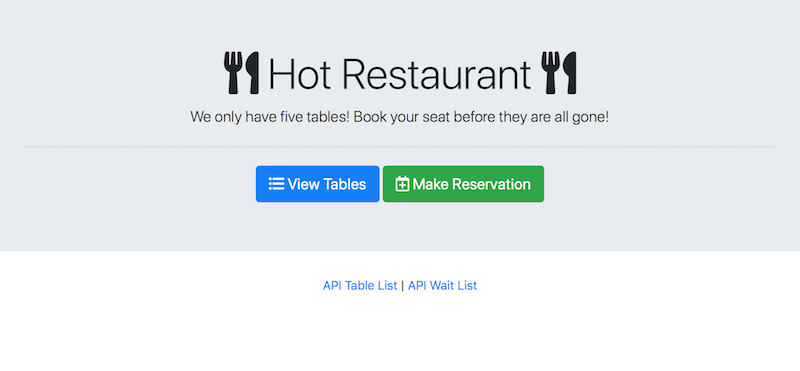 Hot Restaurant
We only have five tables! Book your seat before they are all gone!
View Tables Make Reservation
API Table List | API Wait List